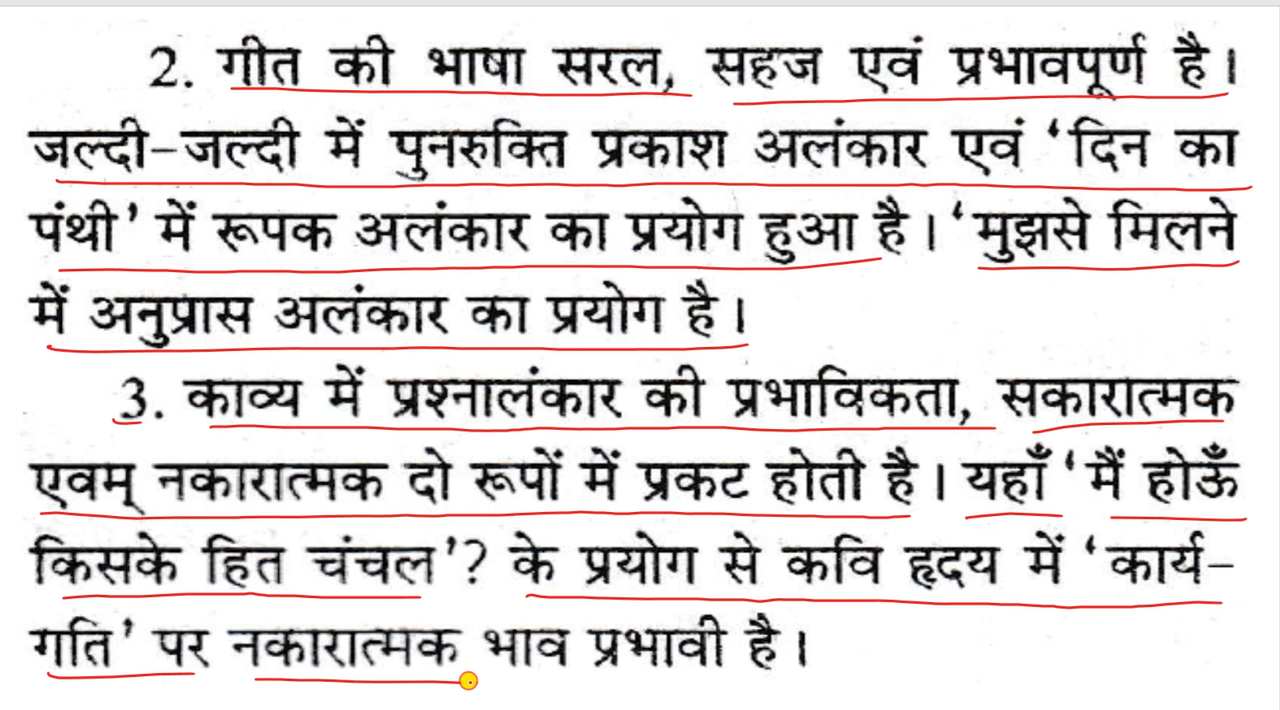 2. गीत की भाषा सरल, सहज एवं प्रभावपूर्ण है।
जल्दी-जल्दी में पुनरुक्ति प्रकाश अलंकार एवं ‘दिन का
पंथी’ में रूपक अलंकार का प्रयोग हुआ है। ‘मुझसे मिलने
में अनुप्रास अलंकार का प्रयोग है।
3. काव्य में प्रश्नालंकार की प्रभाविकता, सकारात्मक
एवम् नकारात्मक दो रूपों में प्रकट होती है। यहाँ ‘मैं होऊँ
किसके हित चंचल’? के प्रयोग से कवि हृदय में ‘कार्य-
गति’ पर नकारात्मक भाव प्रभावी है।